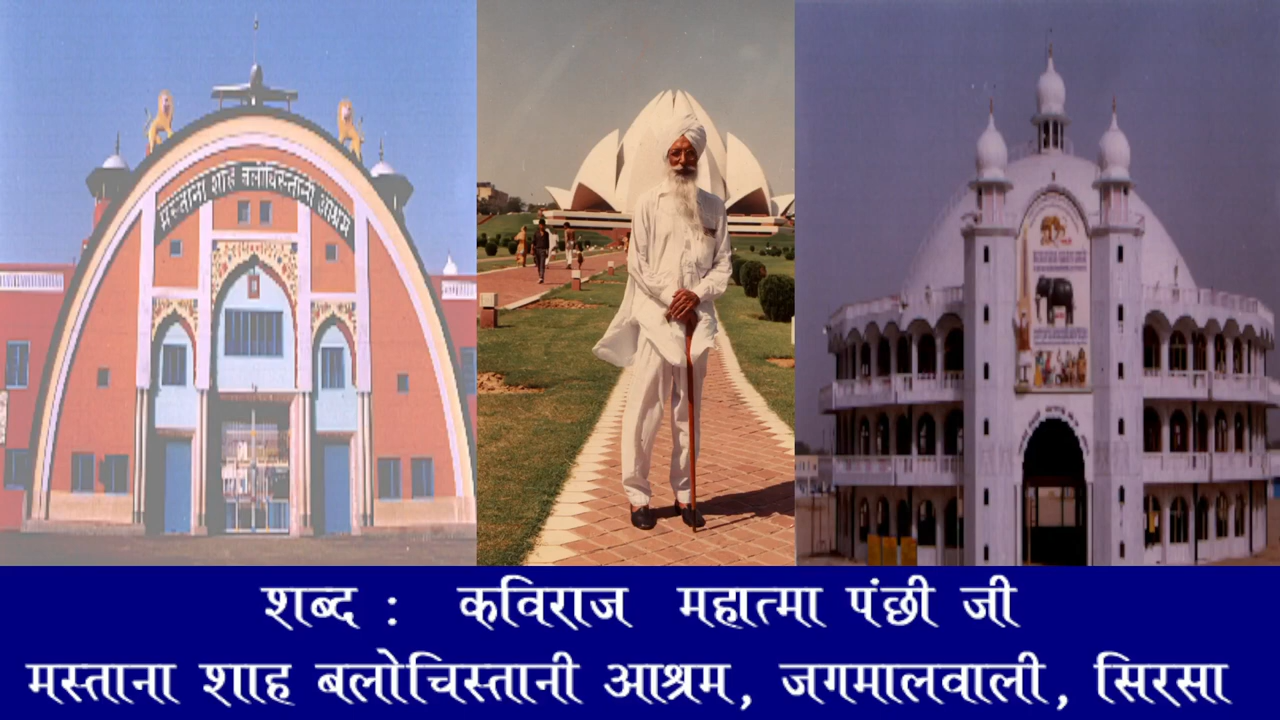 मस्ताना शाह बलोचिस्तानी आश्रम
शब्द : कविराज महात्मा पंछी जी
मस्ताना शाह बलोचिस्तानी आश्रम, जगमालवाली, सिरसा